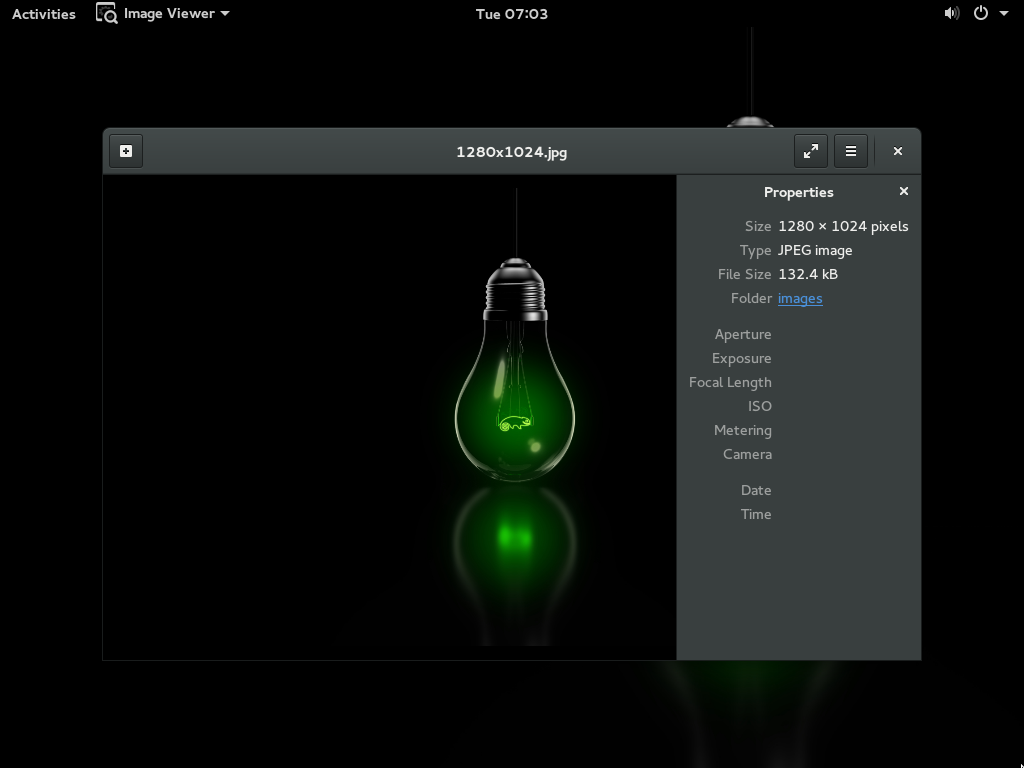 Activities Image Viewer Tue 07:03
1280x1024.jpg
Properties
Size 1280 × 1024 pixels
Type JPEG image
File Size 132.4 kB
Folder images
Aperture
Exposure
Focal Length
ISO
Metering
Camera
Date
Time